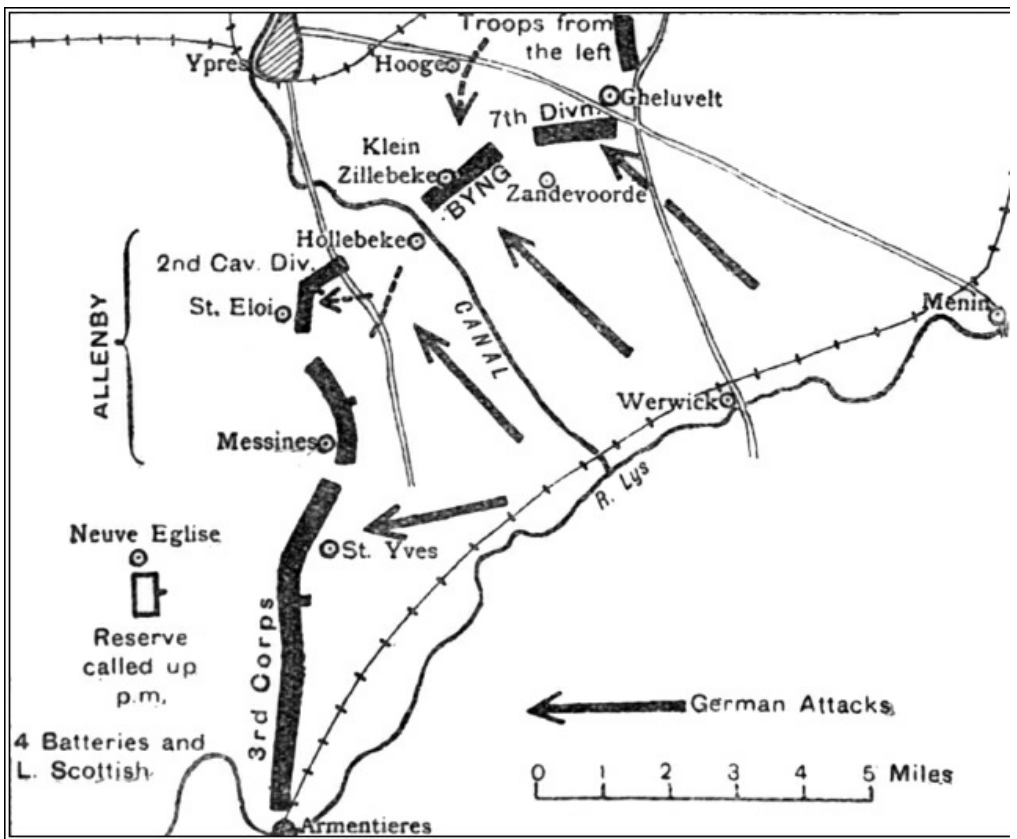 Troops from
the left
Ypres
Hooge
Gheluvelt
7th Divn.
Klein
Zillebeke
BYNG
Zandevoorde
Hollebeke
2nd Cav. Div.
St. Eloi
ALLENBY
CANAL
Menin
Werwick
Messines
R. Lys
Neuve Eglise
St. Yves
Reserve
called up
p.m.
3rd Corps
German Attacks
4 Batteries and
L. Scottish
0 1 2 3 4 5 Miles
Armentieres